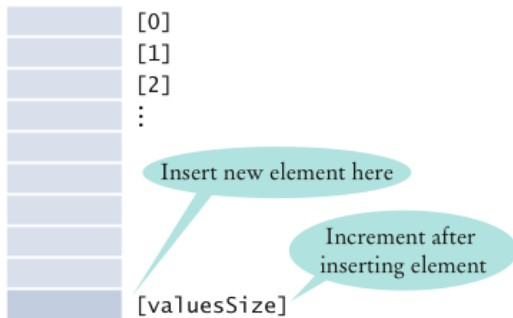 [0]
[1]
[2]
⋮
Insert new element here
Increment after
inserting element
[valuesSize]